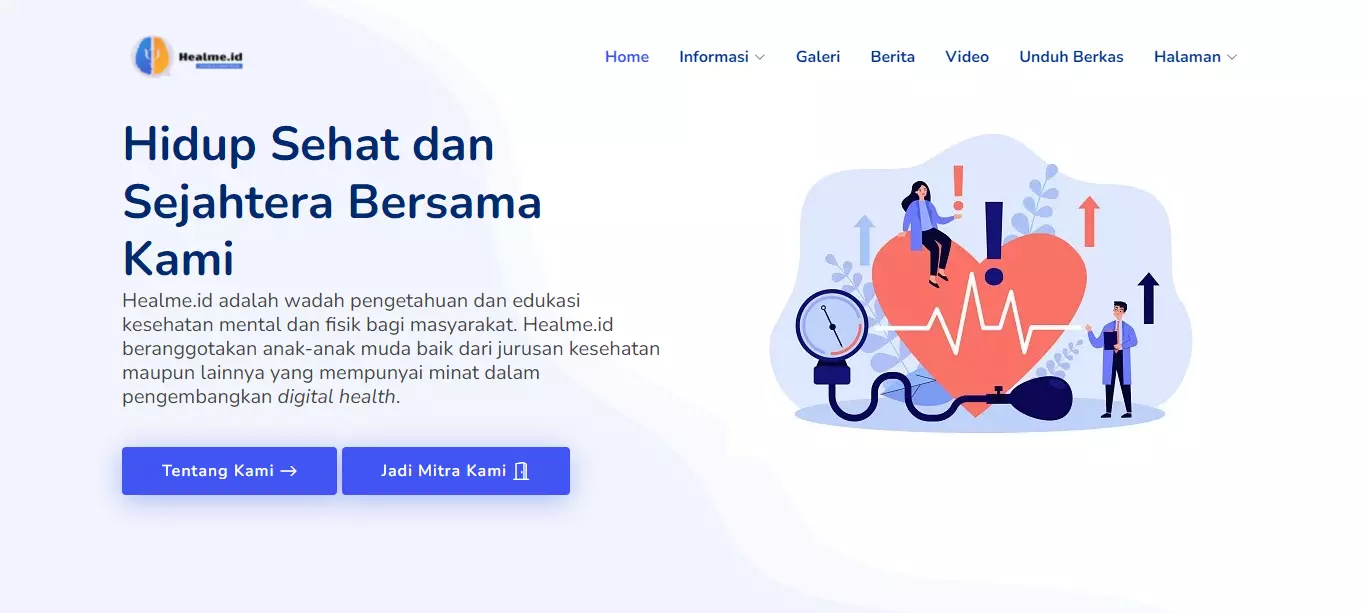 Healme.id
Home Informasi Galeri Berita Video Unduh Berkas Halaman
Hidup Sehat dan
Sejahtera Bersama
Kami
Healme.id adalah wadah pengetahuan dan edukasi
kesehatan mental dan fisik bagi masyarakat. Healme.id
beranggotakan anak-anak muda baik dari jurusan kesehatan
maupun lainnya yang mempunyai minat dalam
pengembangkan digital health.
Tentang Kami → Jadi Mitra Kami